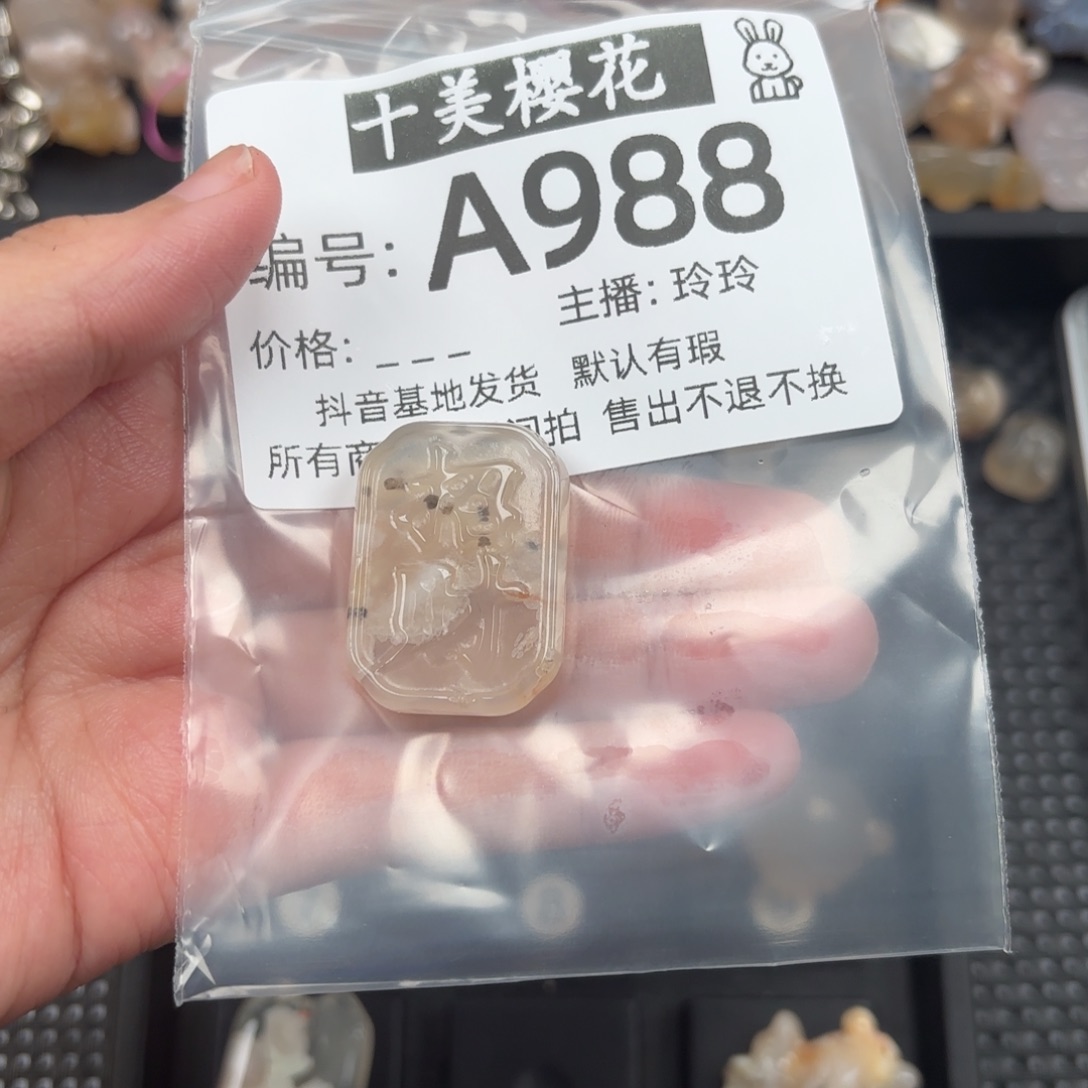 十美樱花
编号: A988
主播: 玲玲
价格: _ _ _
抖音基地发货 默认有瑕
所有商 拍 售出不退不换